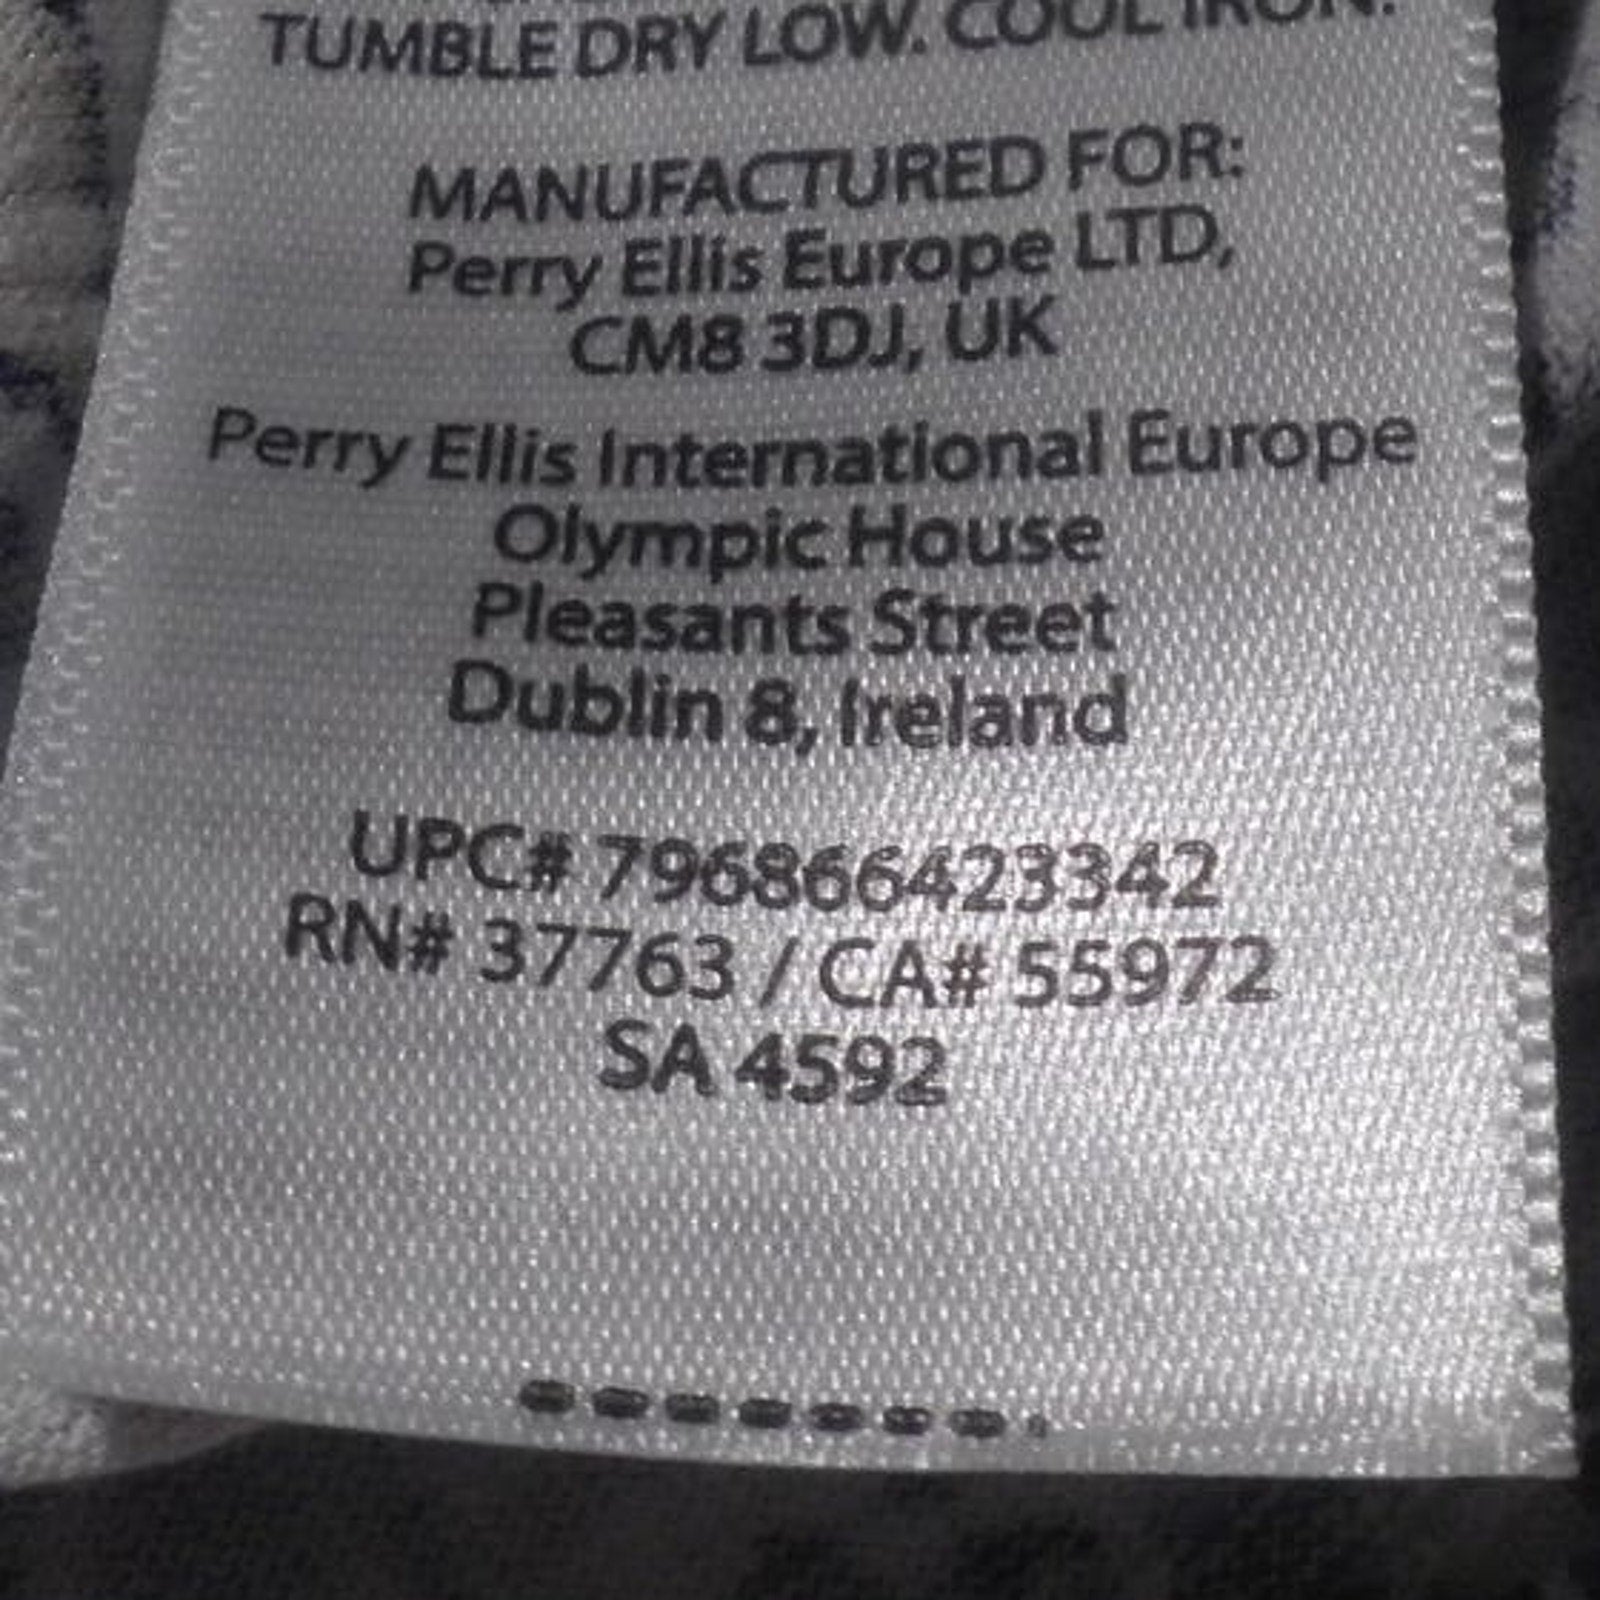 TUMBLE DRY LOW. COOL IRON.
MANUFACTURED FOR:
Perry Ellis Europe LTD,
CM8 3DJ, UK
Perry Ellis International Europe
Olympic House
Pleasants Street
Dublin 8, Ireland
UPC# 796866423342
RN# 37763 / CA# 55972
SA 4592